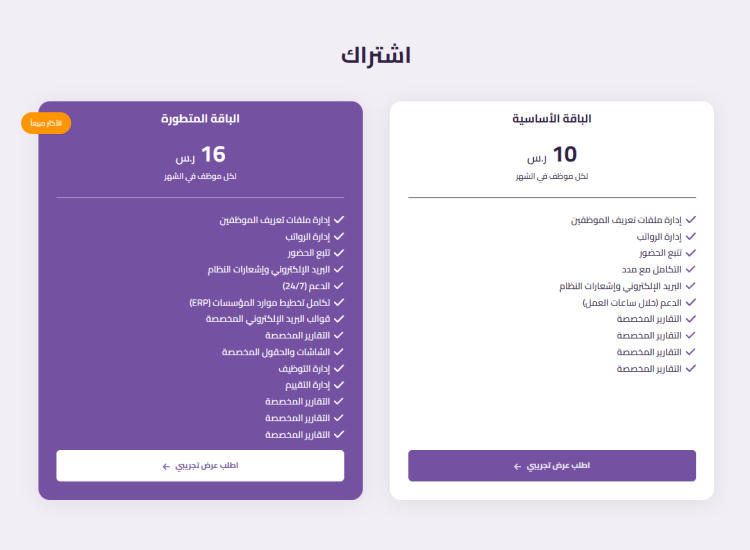 اشتراك
الباقة الأساسية
10 ر.س
لكل موظف في الشهر
إدارة ملفات تعريف الموظفين
إدارة الرواتب
تتبع الحضور
التكامل مع مدد
البريد الإلكتروني وإشعارات النظام
الدعم (خلال ساعات العمل)
التقارير المخصصة
التقارير المخصصة
التقارير المخصصة
التقارير المخصصة
اطلب عرض تجريبي ←
الأكثر مبيعاً
الباقة المتطورة
16 ر.س
لكل موظف في الشهر
إدارة ملفات تعريف الموظفين
إدارة الرواتب
تتبع الحضور
البريد الإلكتروني وإشعارات النظام
الدعم (24/7)
تكامل تخطيط موارد المؤسسات (ERP)
قوالب البريد الإلكتروني المخصصة
التقارير المخصصة
الشاشات والحقول المخصصة
إدارة التوظيف
إدارة التقييم
التقارير المخصصة
التقارير المخصصة
التقارير المخصصة
اطلب عرض تجريبي ←